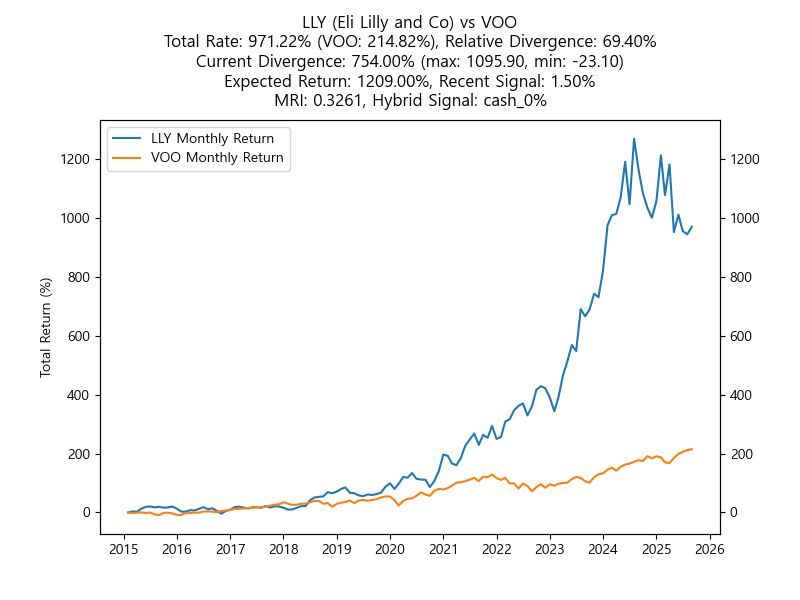 LLY (Eli Lilly and Co) vs VOO
Total Rate: 971.22% (VOO: 214.82%), Relative Divergence: 69.40%
Current Divergence: 754.00% (max: 1095.90, min: -23.10)
Expected Return: 1209.00%, Recent Signal: 1.50%
MRI: 0.3261, Hybrid Signal: cash_0%
LLY Monthly Return
VOO Monthly Return
Total Return (%)
1200
1000
800
600
400
200
0
1200
1000
800
600
400
200
0
2015 2016 2017 2018 2019 2020 2021 2022 2023 2024 2025 2026